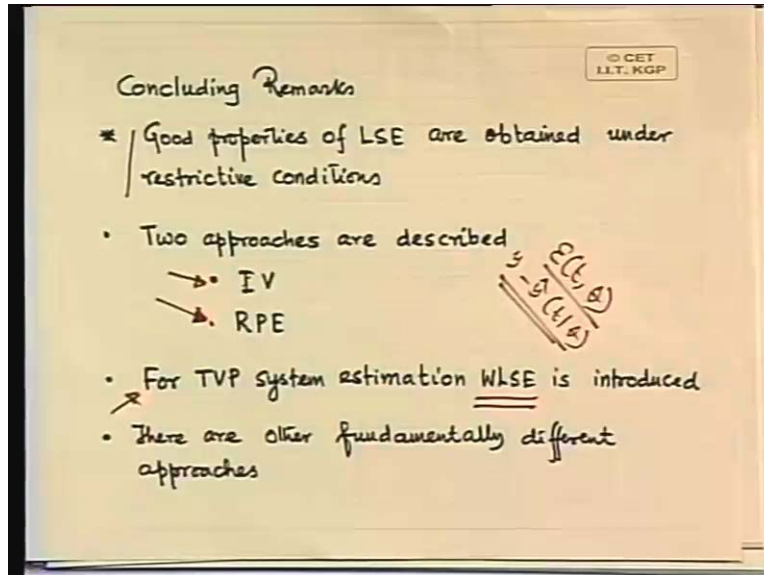 © CET
I.I.T. KGP
Concluding Remarks
* Good properties of LSE are obtained under
restrictive conditions
• Two approaches are described
• IV
• RPE
ε(t, θ)
y - ŷ(t/θ)
• For TVP system estimation WLSE is introduced
• There are other fundamentally different
approaches